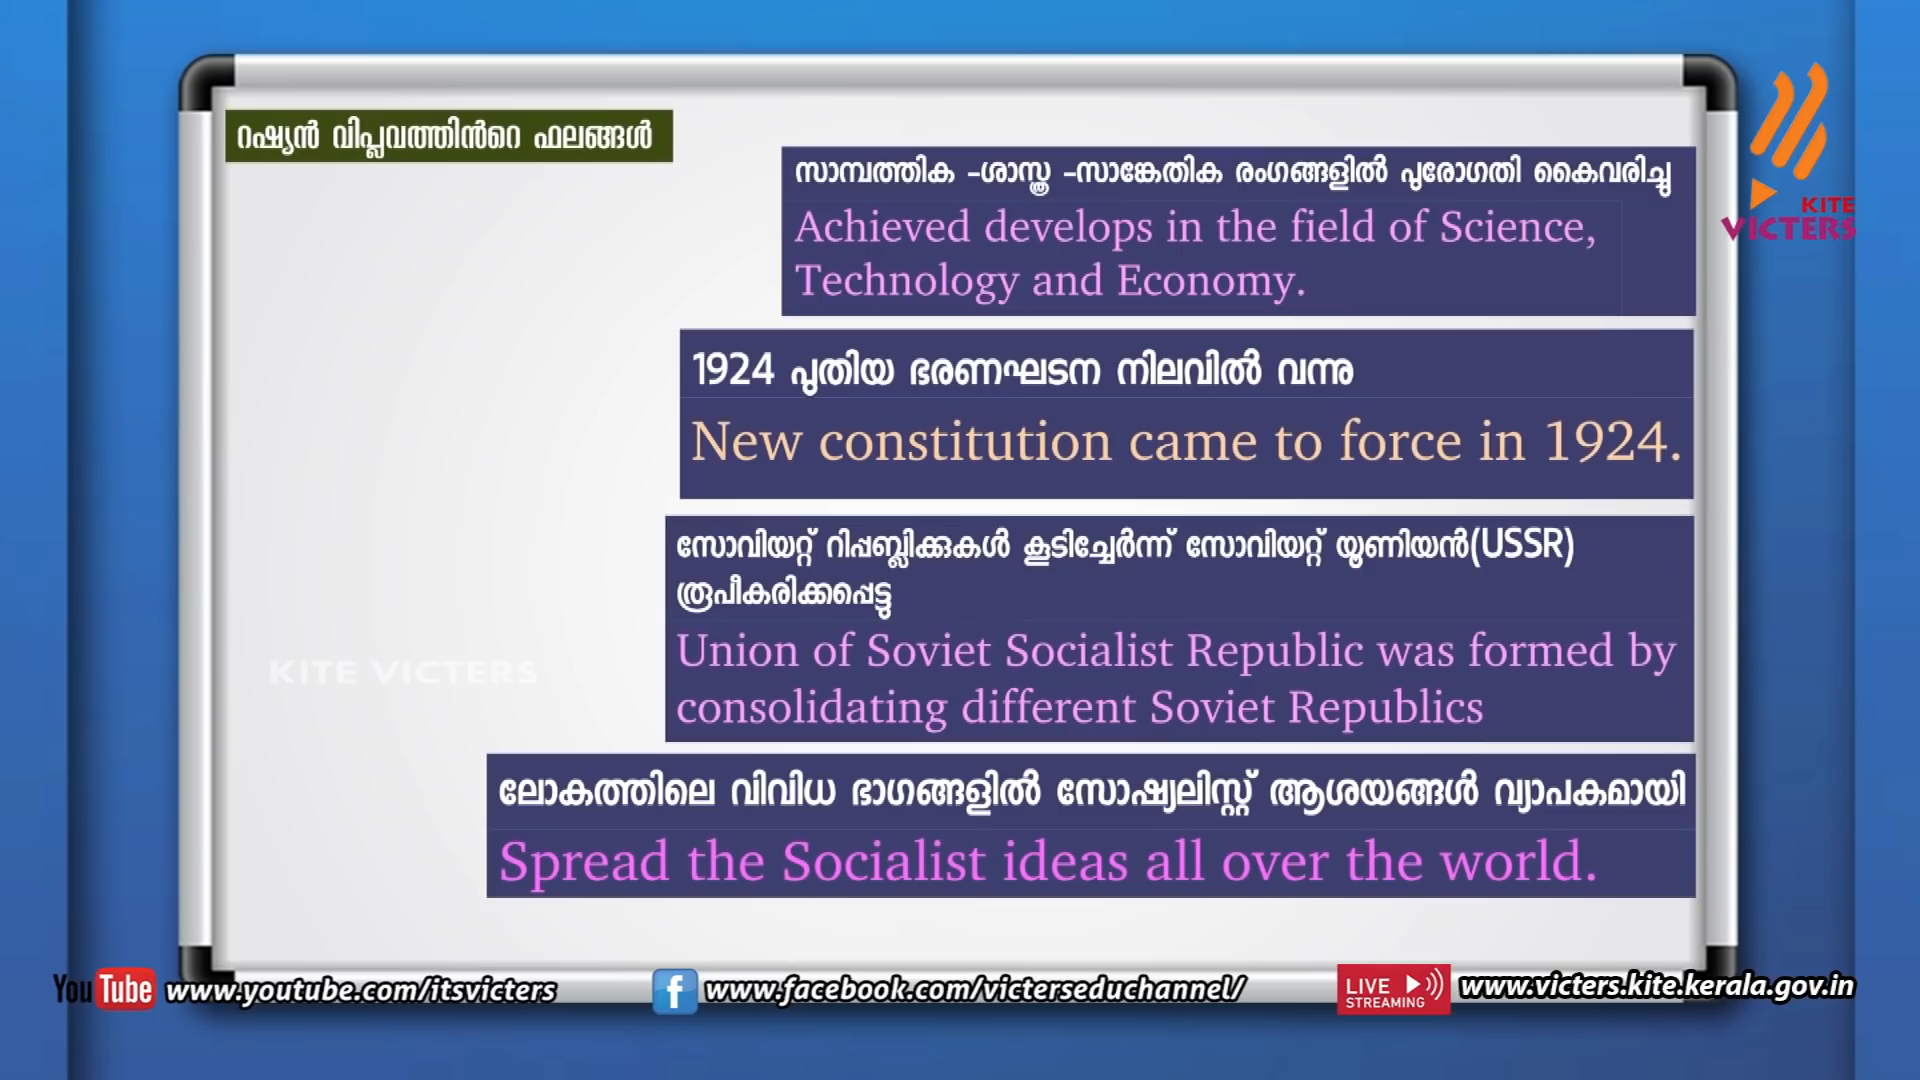 റഷ്യൻ വിപ്ലവത്തിൻറെ ഫലങ്ങൾ
സാമ്പത്തിക -ശാസ്ത്ര -സാങ്കേതിക രംഗങ്ങളിൽ പുരോഗതി കൈവരിച്ചു
Achieved develops in the field of Science,
Technology and Economy.
KITE
VICTERS
1924 പുതിയ ഭരണഘടന നിലവിൽ വന്നു
New constitution came to force in 1924.
സോവിയറ്റ് റിപ്പബ്ലിക്കുകൾ കൂടിച്ചേർന്ന് സോവിയറ്റ് യൂണിയൻ(USSR)
രൂപീകരിക്കപ്പെട്ടു
Union of Soviet Socialist Republic was formed by
consolidating different Soviet Republics
KITE VICTERS
ലോകത്തിലെ വിവിധ ഭാഗങ്ങളിൽ സോഷ്യലിസ്റ്റ് ആശയങ്ങൾ വ്യാപകമായി
Spread the Socialist ideas all over the world.
YouTube www.youtube.com/itsvicters
f www.facebook.com/victerseduchannel/
LIVE
STREAMING
www.victers.kite.kerala.gov.in